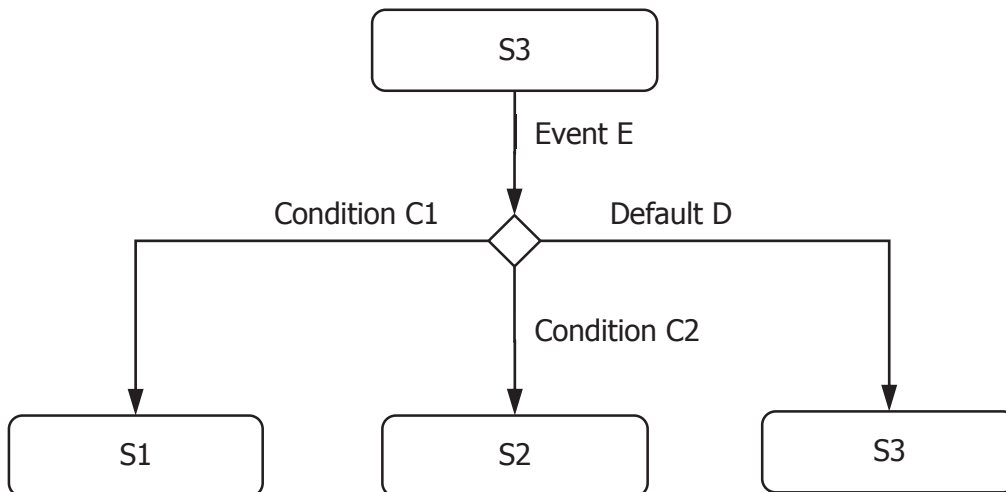 S3
Event E
Condition C1
Default D
Condition C2
S1
S2
S3